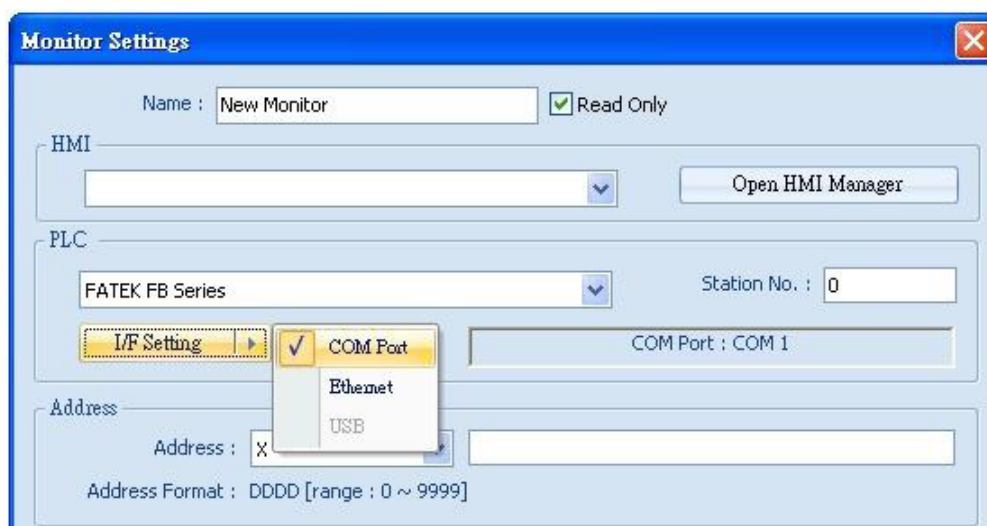 Monitor Settings
Name : New Monitor Read Only
HMI
Open HMI Manager
PLC
FATEK FB Series Station No. : 0
I/F Setting COM Port COM Port : COM 1
Ethernet
USB
Address
Address : X
Address Format : DDDD [range : 0 ~ 9999]